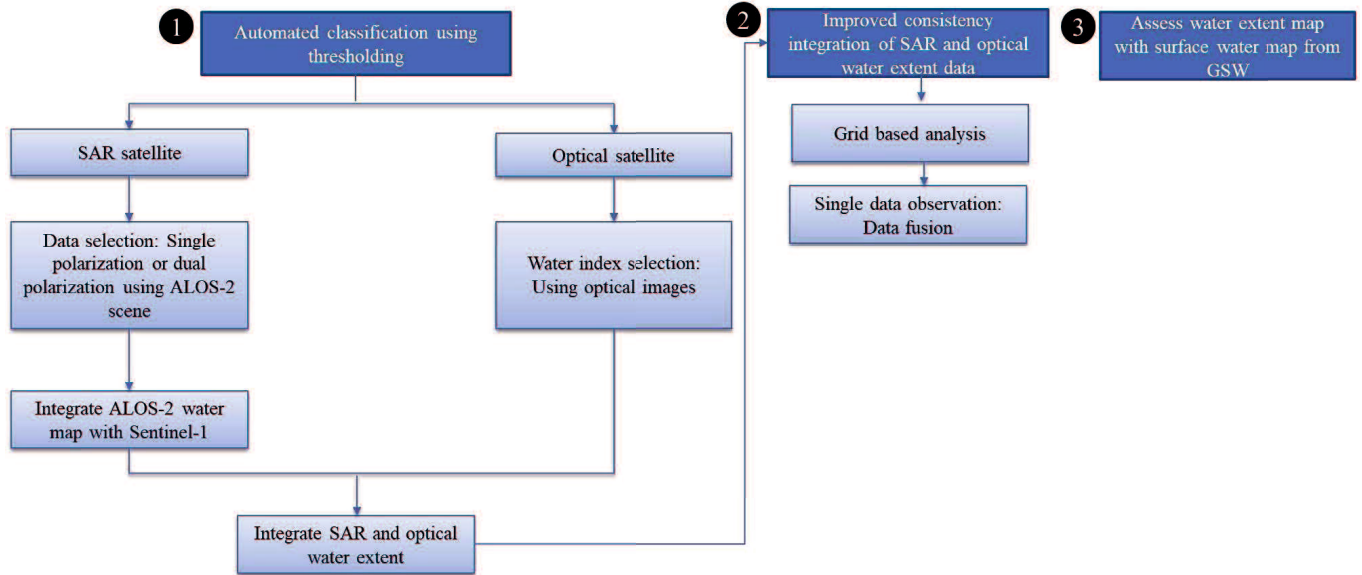 1
Automated classification using
thresholding
SAR satellite
Optical satellite
Data selection: Single
polarization or dual
polarization using ALOS-2
scene
Water index selection:
Using optical images
Integrate ALOS-2 water
map with Sentinel-1
Integrate SAR and optical
water extent
2
Improved consistency
integration of SAR and optical
water extent data
Grid based analysis
Single data observation:
Data fusion
3
Assess water extent map
with surface water map from
GSW